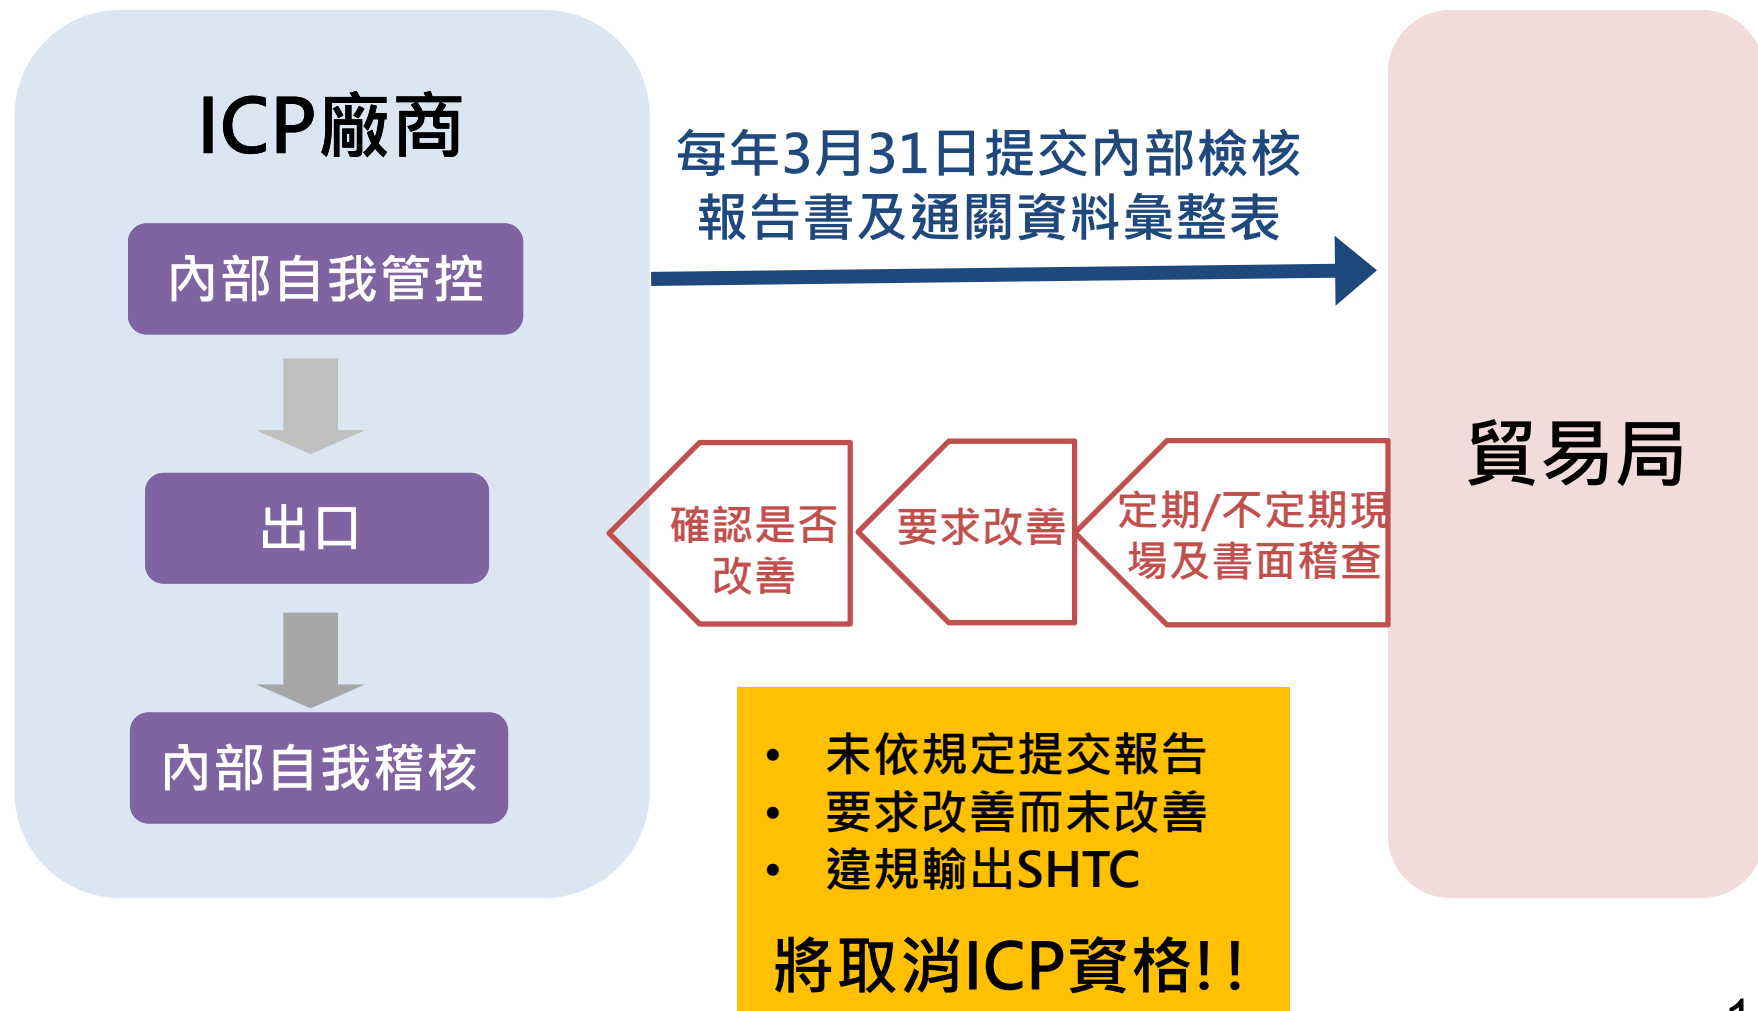 ICP廠商
內部自我管控
出口
內部自我稽核
每年3月31日提交內部檢核
報告書及通關資料彙整表
貿易局
確認是否
改善
要求改善
定期/不定期現
場及書面稽查
• 未依規定提交報告
• 要求改善而未改善
• 違規輸出SHTC
將取消ICP資格!!